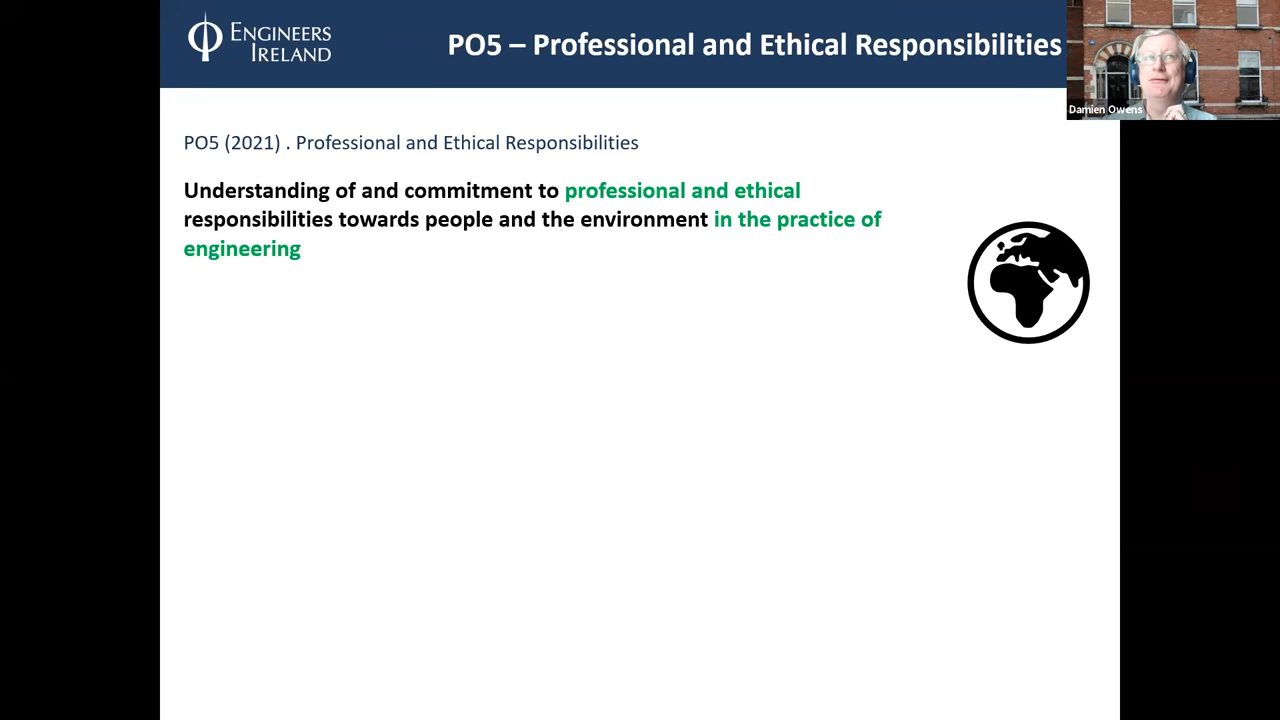 ENGINEERS
IRELAND
PO5 – Professional and Ethical Responsibilities
Damien Owens
PO5 (2021) . Professional and Ethical Responsibilities
Understanding of and commitment to professional and ethical
responsibilities towards people and the environment in the practice of
engineering